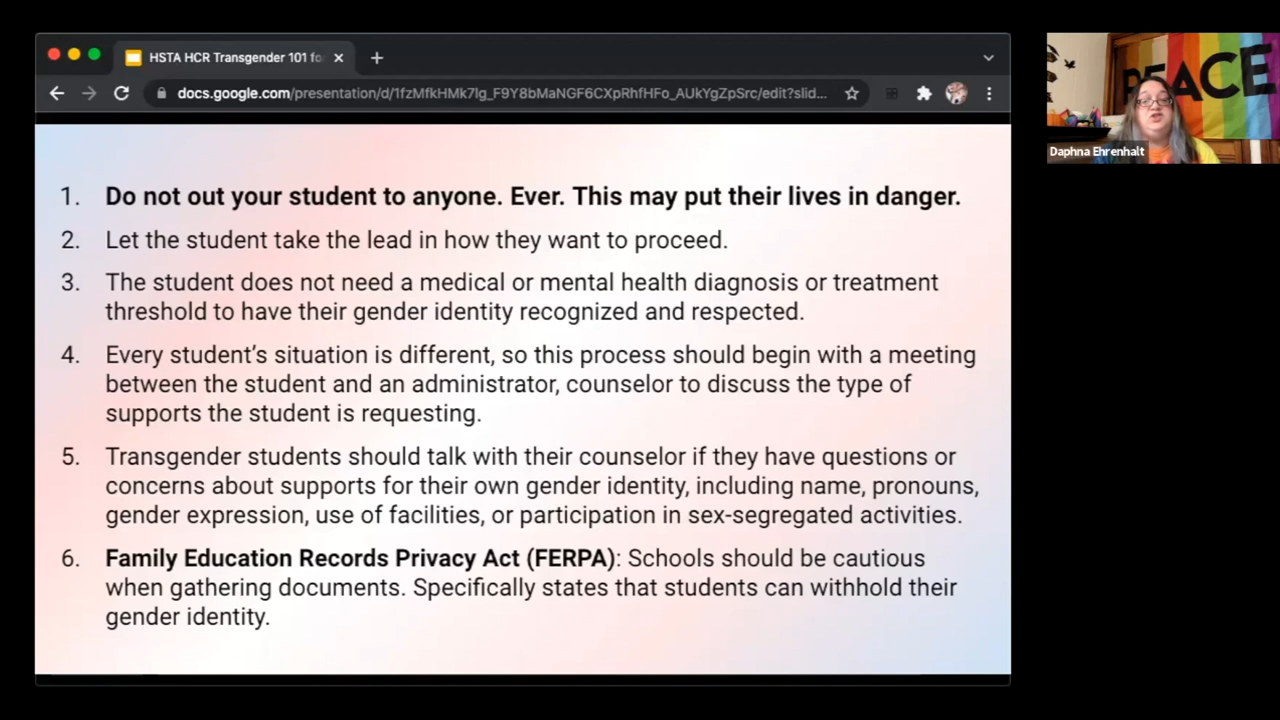 HSTA HCR Transgender 101 fo
docs.google.com/presentation/d/1fzMfkHMk7lg_F9Y8bMaNGF6CXpRhfHFo_AUkYgZpSrc/edit?slid...
PEACE
Daphna Ehrenhalt
1. Do not out your student to anyone. Ever. This may put their lives in danger.
2. Let the student take the lead in how they want to proceed.
3. The student does not need a medical or mental health diagnosis or treatment
threshold to have their gender identity recognized and respected.
4. Every student's situation is different, so this process should begin with a meeting
between the student and an administrator, counselor to discuss the type of
supports the student is requesting.
5. Transgender students should talk with their counselor if they have questions or
concerns about supports for their own gender identity, including name, pronouns,
gender expression, use of facilities, or participation in sex-segregated activities.
6. Family Education Records Privacy Act (FERPA): Schools should be cautious
when gathering documents. Specifically states that students can withhold their
gender identity.